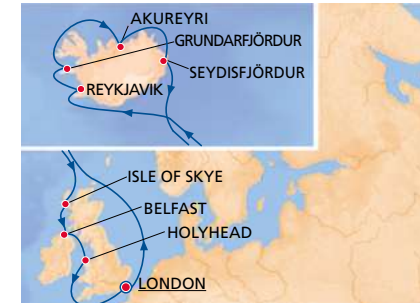 AKUREYRI
GRUNDARFJÖRDUR
SEYDISFJÖRDUR
REYKJAVIK
ISLE OF SKYE
BELFAST
HOLYHEAD
LONDON